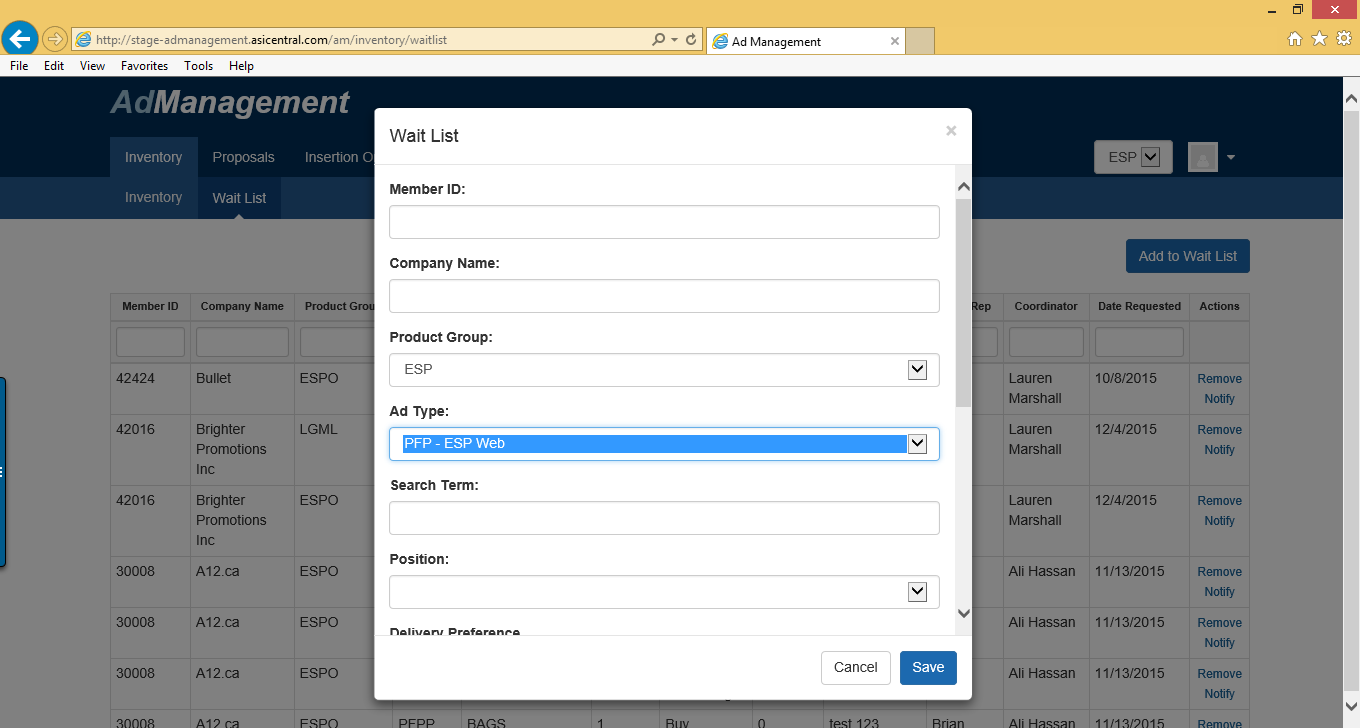 http://stage-admanagement.asicentral.com/am/inventory/waitlist
Ad Management
File Edit View Favorites Tools Help
AdManagement
Inventory Proposals Insertion O
ESP
Inventory Wait List
Add to Wait List
Wait List
Member ID:
Company Name:
Product Group:
ESP
Ad Type:
PFP - ESP Web
Search Term:
Position:
Delivery Preference
Cancel Save
Member ID Company Name Product Grou Rep Coordinator Date Requested Actions
42424 Bullet ESPO Lauren Marshall 10/8/2015 Remove Notify
42016 Brighter Promotions Inc LGML Lauren Marshall 12/4/2015 Remove Notify
42016 Brighter Promotions Inc ESPO Lauren Marshall 12/4/2015 Remove Notify
30008 A12.ca ESPO Ali Hassan 11/13/2015 Remove Notify
30008 A12.ca ESPO Ali Hassan 11/13/2015 Remove Notify
30008 A12.ca ESPO Ali Hassan 11/13/2015 Remove Notify
30008 A12.ca ESPO PFPP BAGS 1 Buy 0 test 123 Brian Ali Hassan 11/13/2015 Remove